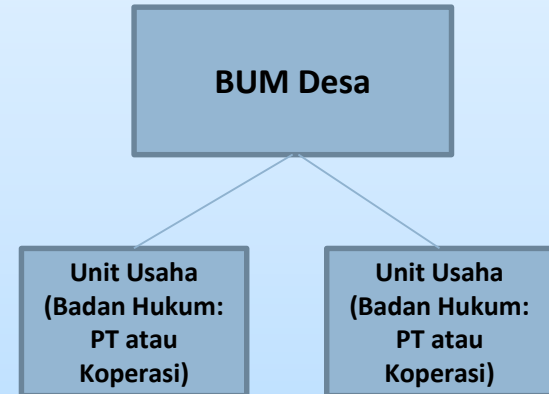 BUM Desa
Unit Usaha
(Badan Hukum:
PT atau
Koperasi)
Unit Usaha
(Badan Hukum:
PT atau
Koperasi)